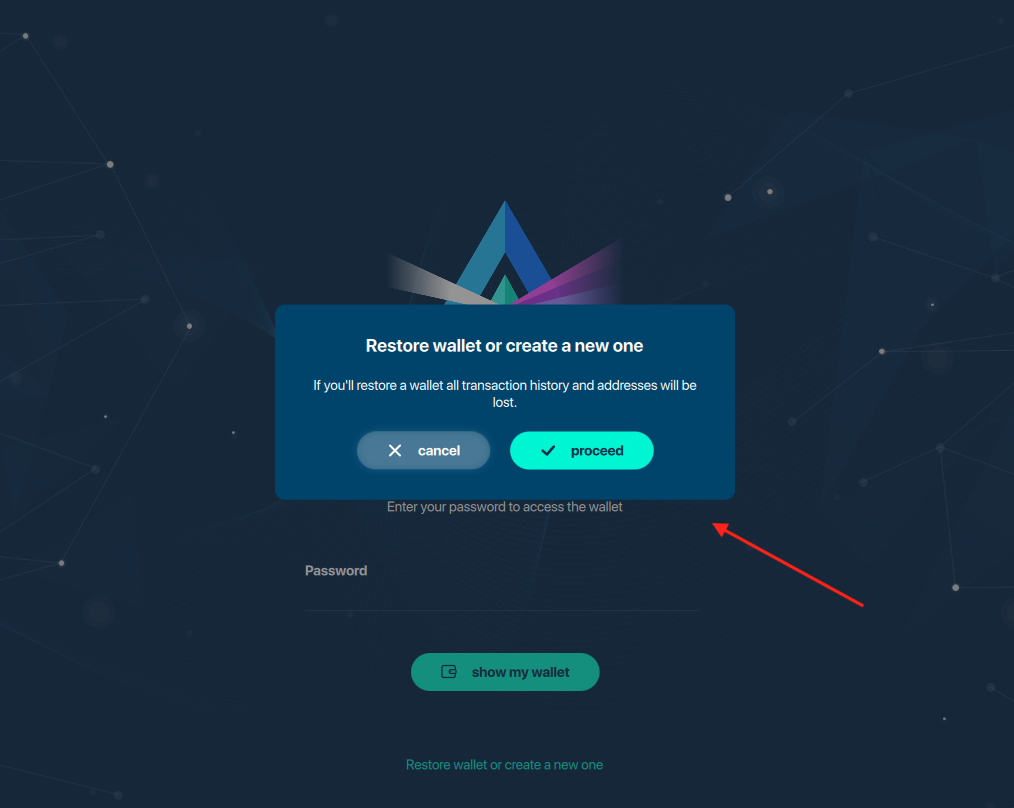 Restore wallet or create a new one
If you'll restore a wallet all transaction history and addresses will be
lost.
cancel
proceed
Enter your password to access the wallet
Password
show my wallet
Restore wallet or create a new one